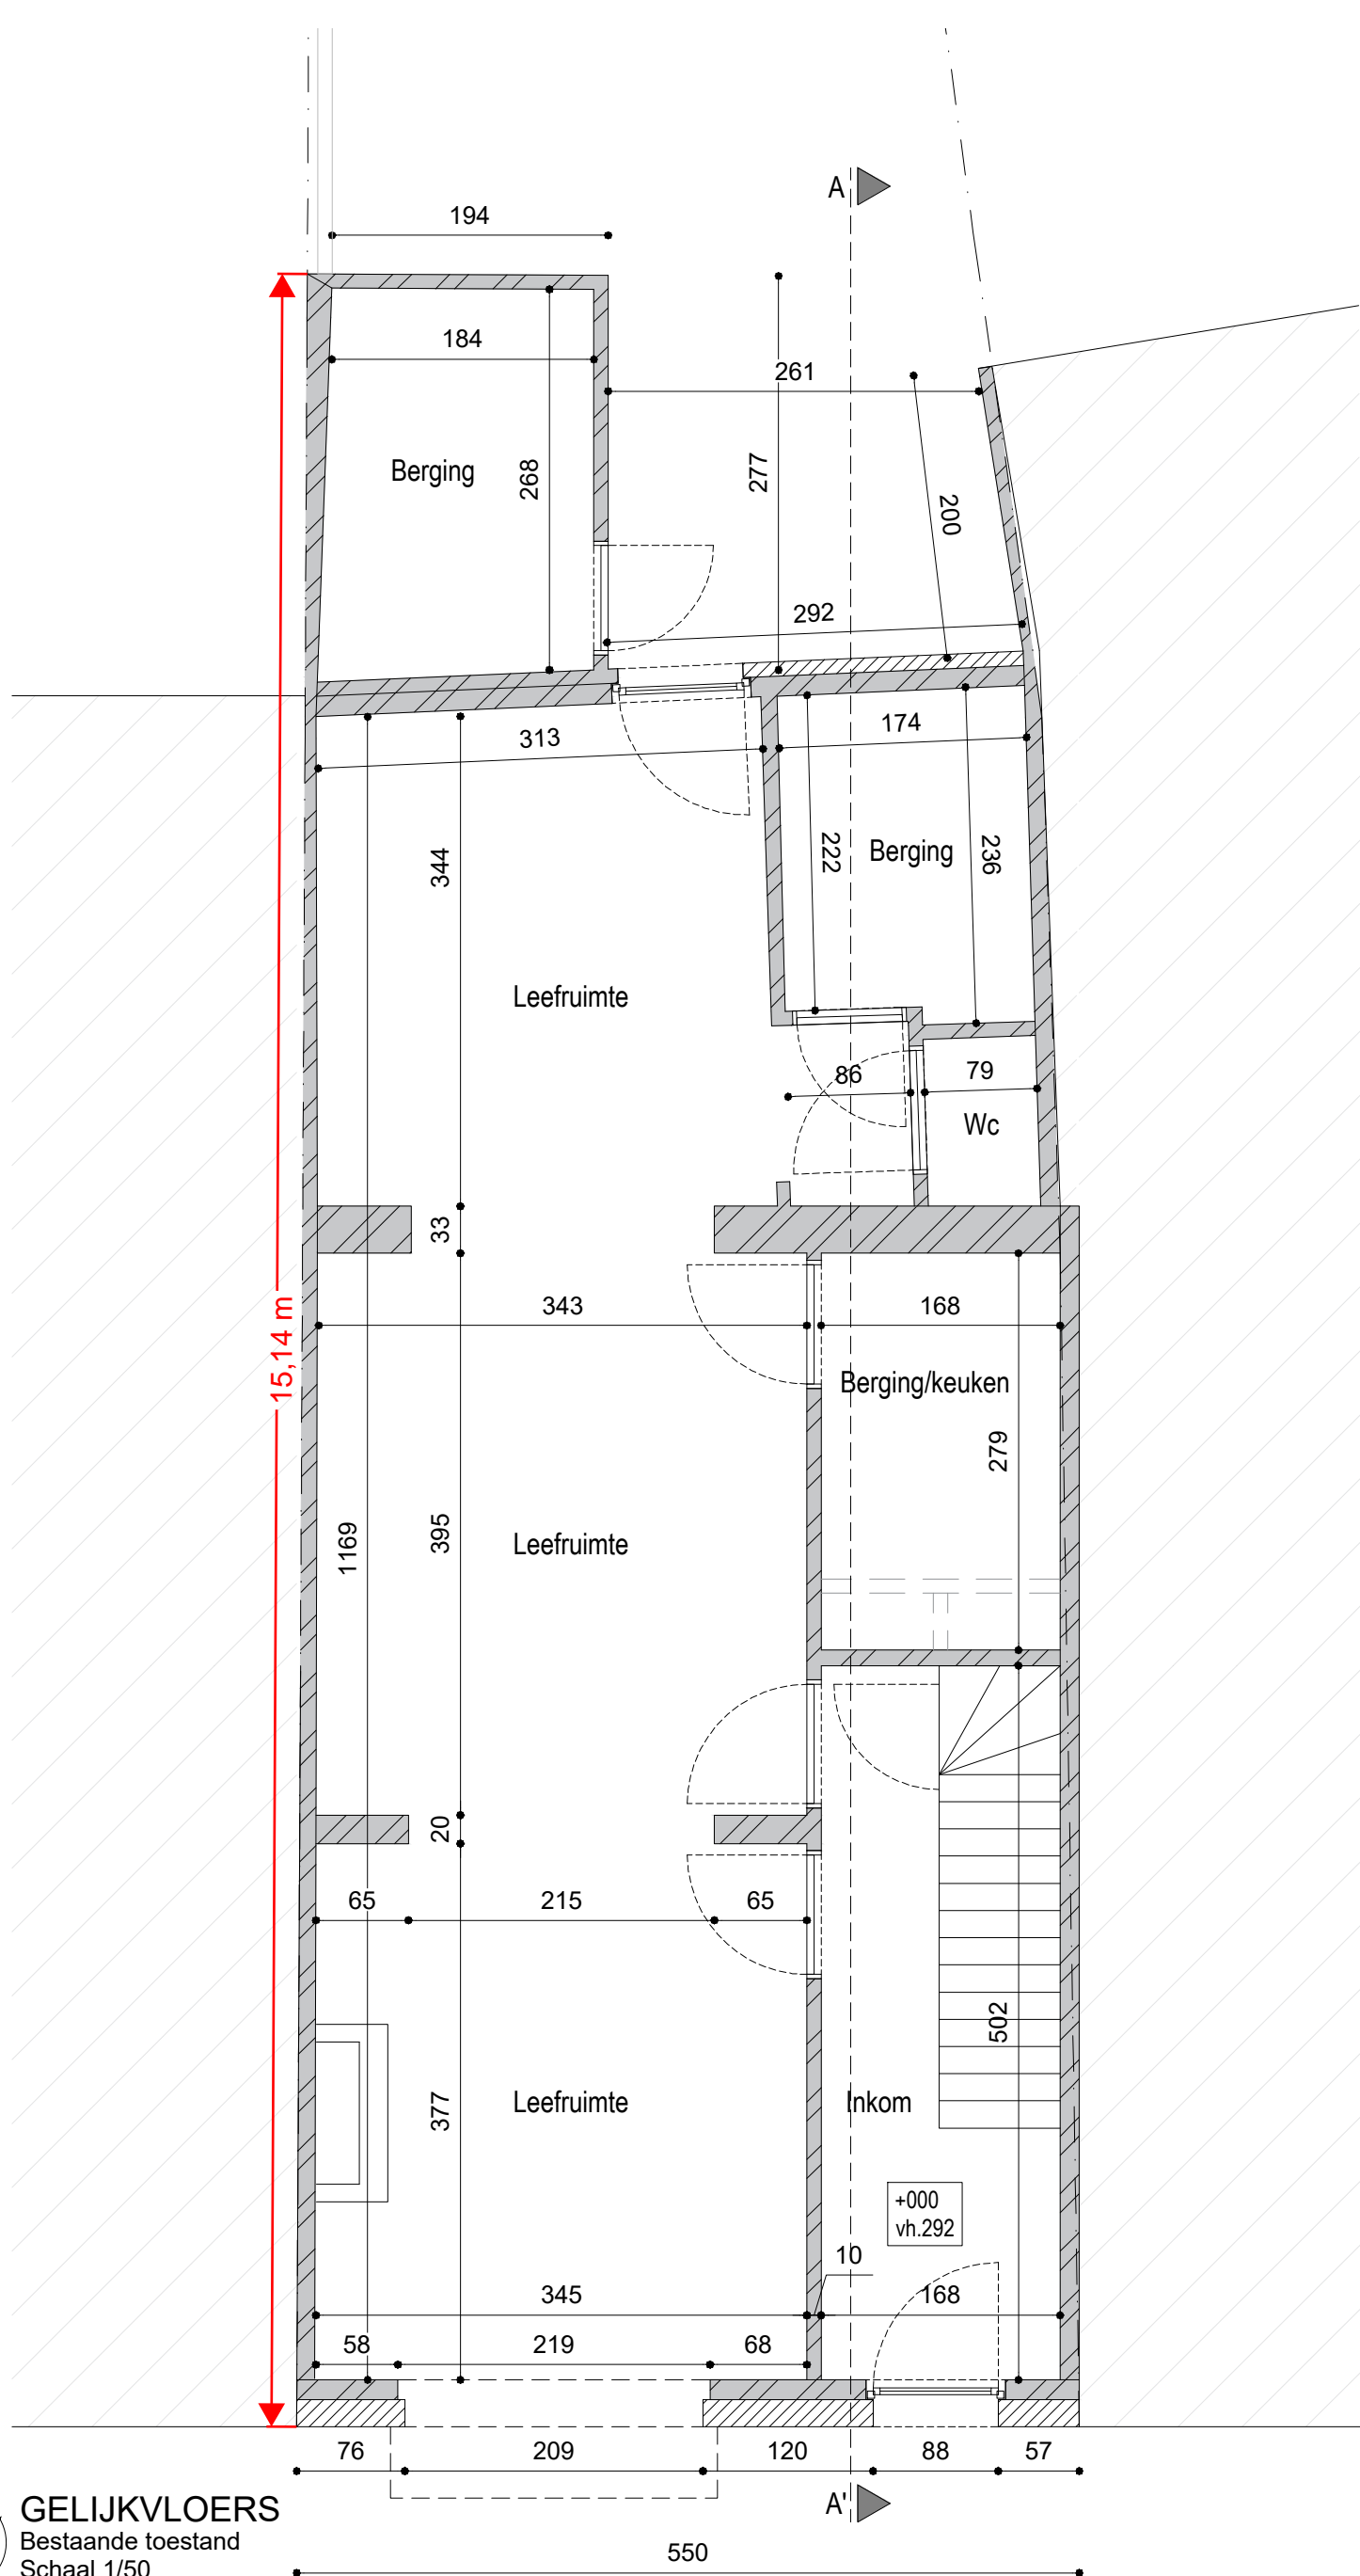 A
194
184
261
Berging
268
277
200
292
313
174
344
222
Berging
236
Leefruimte
86
79
Wc
33
15,14 m
343
168
Berging/keuken
279
1169
395
Leefruimte
20
65
215
65
502
377
Leefruimte
Inkom
+000
vh.292
10
345
168
58
219
68
76
209
120
88
57
A'
GELIJKVLOERS
Bestaande toestand
Schaal 1/50
550